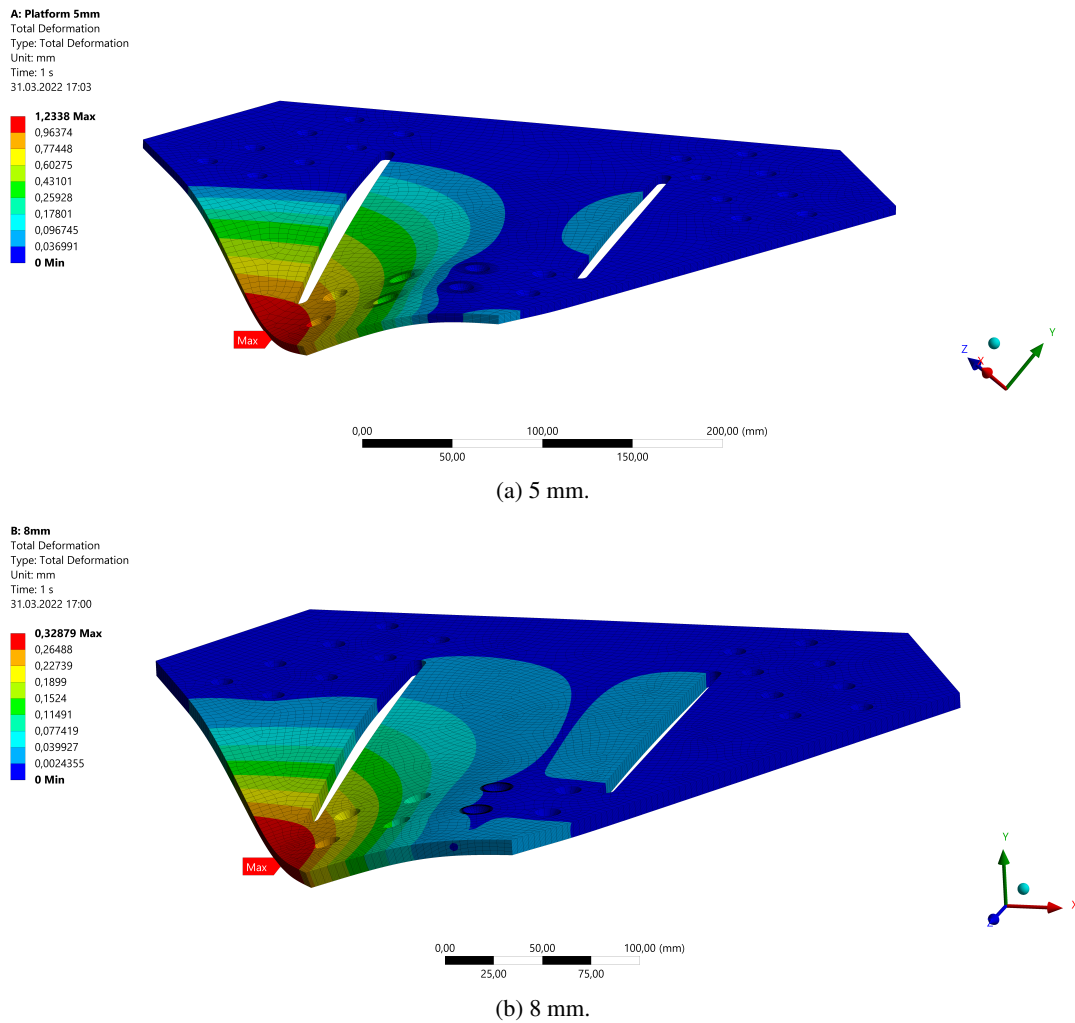 A: Platform 5mm
Total Deformation
Type: Total Deformation
Unit: mm
Time: 1 s
31.03.2022 17:03
1,2338 Max
0,96374
0,77448
0,60275
0,43101
0,25928
0,17801
0,096745
0,036991
0 Min
Max
Y
Z
X
0,00 100,00 200,00 (mm)
50,00 150,00
(a) 5 mm.
B: 8mm
Total Deformation
Type: Total Deformation
Unit: mm
Time: 1 s
31.03.2022 17:00
0,32879 Max
0,26488
0,22739
0,1899
0,1524
0,11491
0,077419
0,039927
0,0024355
0 Min
Max
Y
X
Z
0,00 50,00 100,00 (mm)
25,00 75,00
(b) 8 mm.